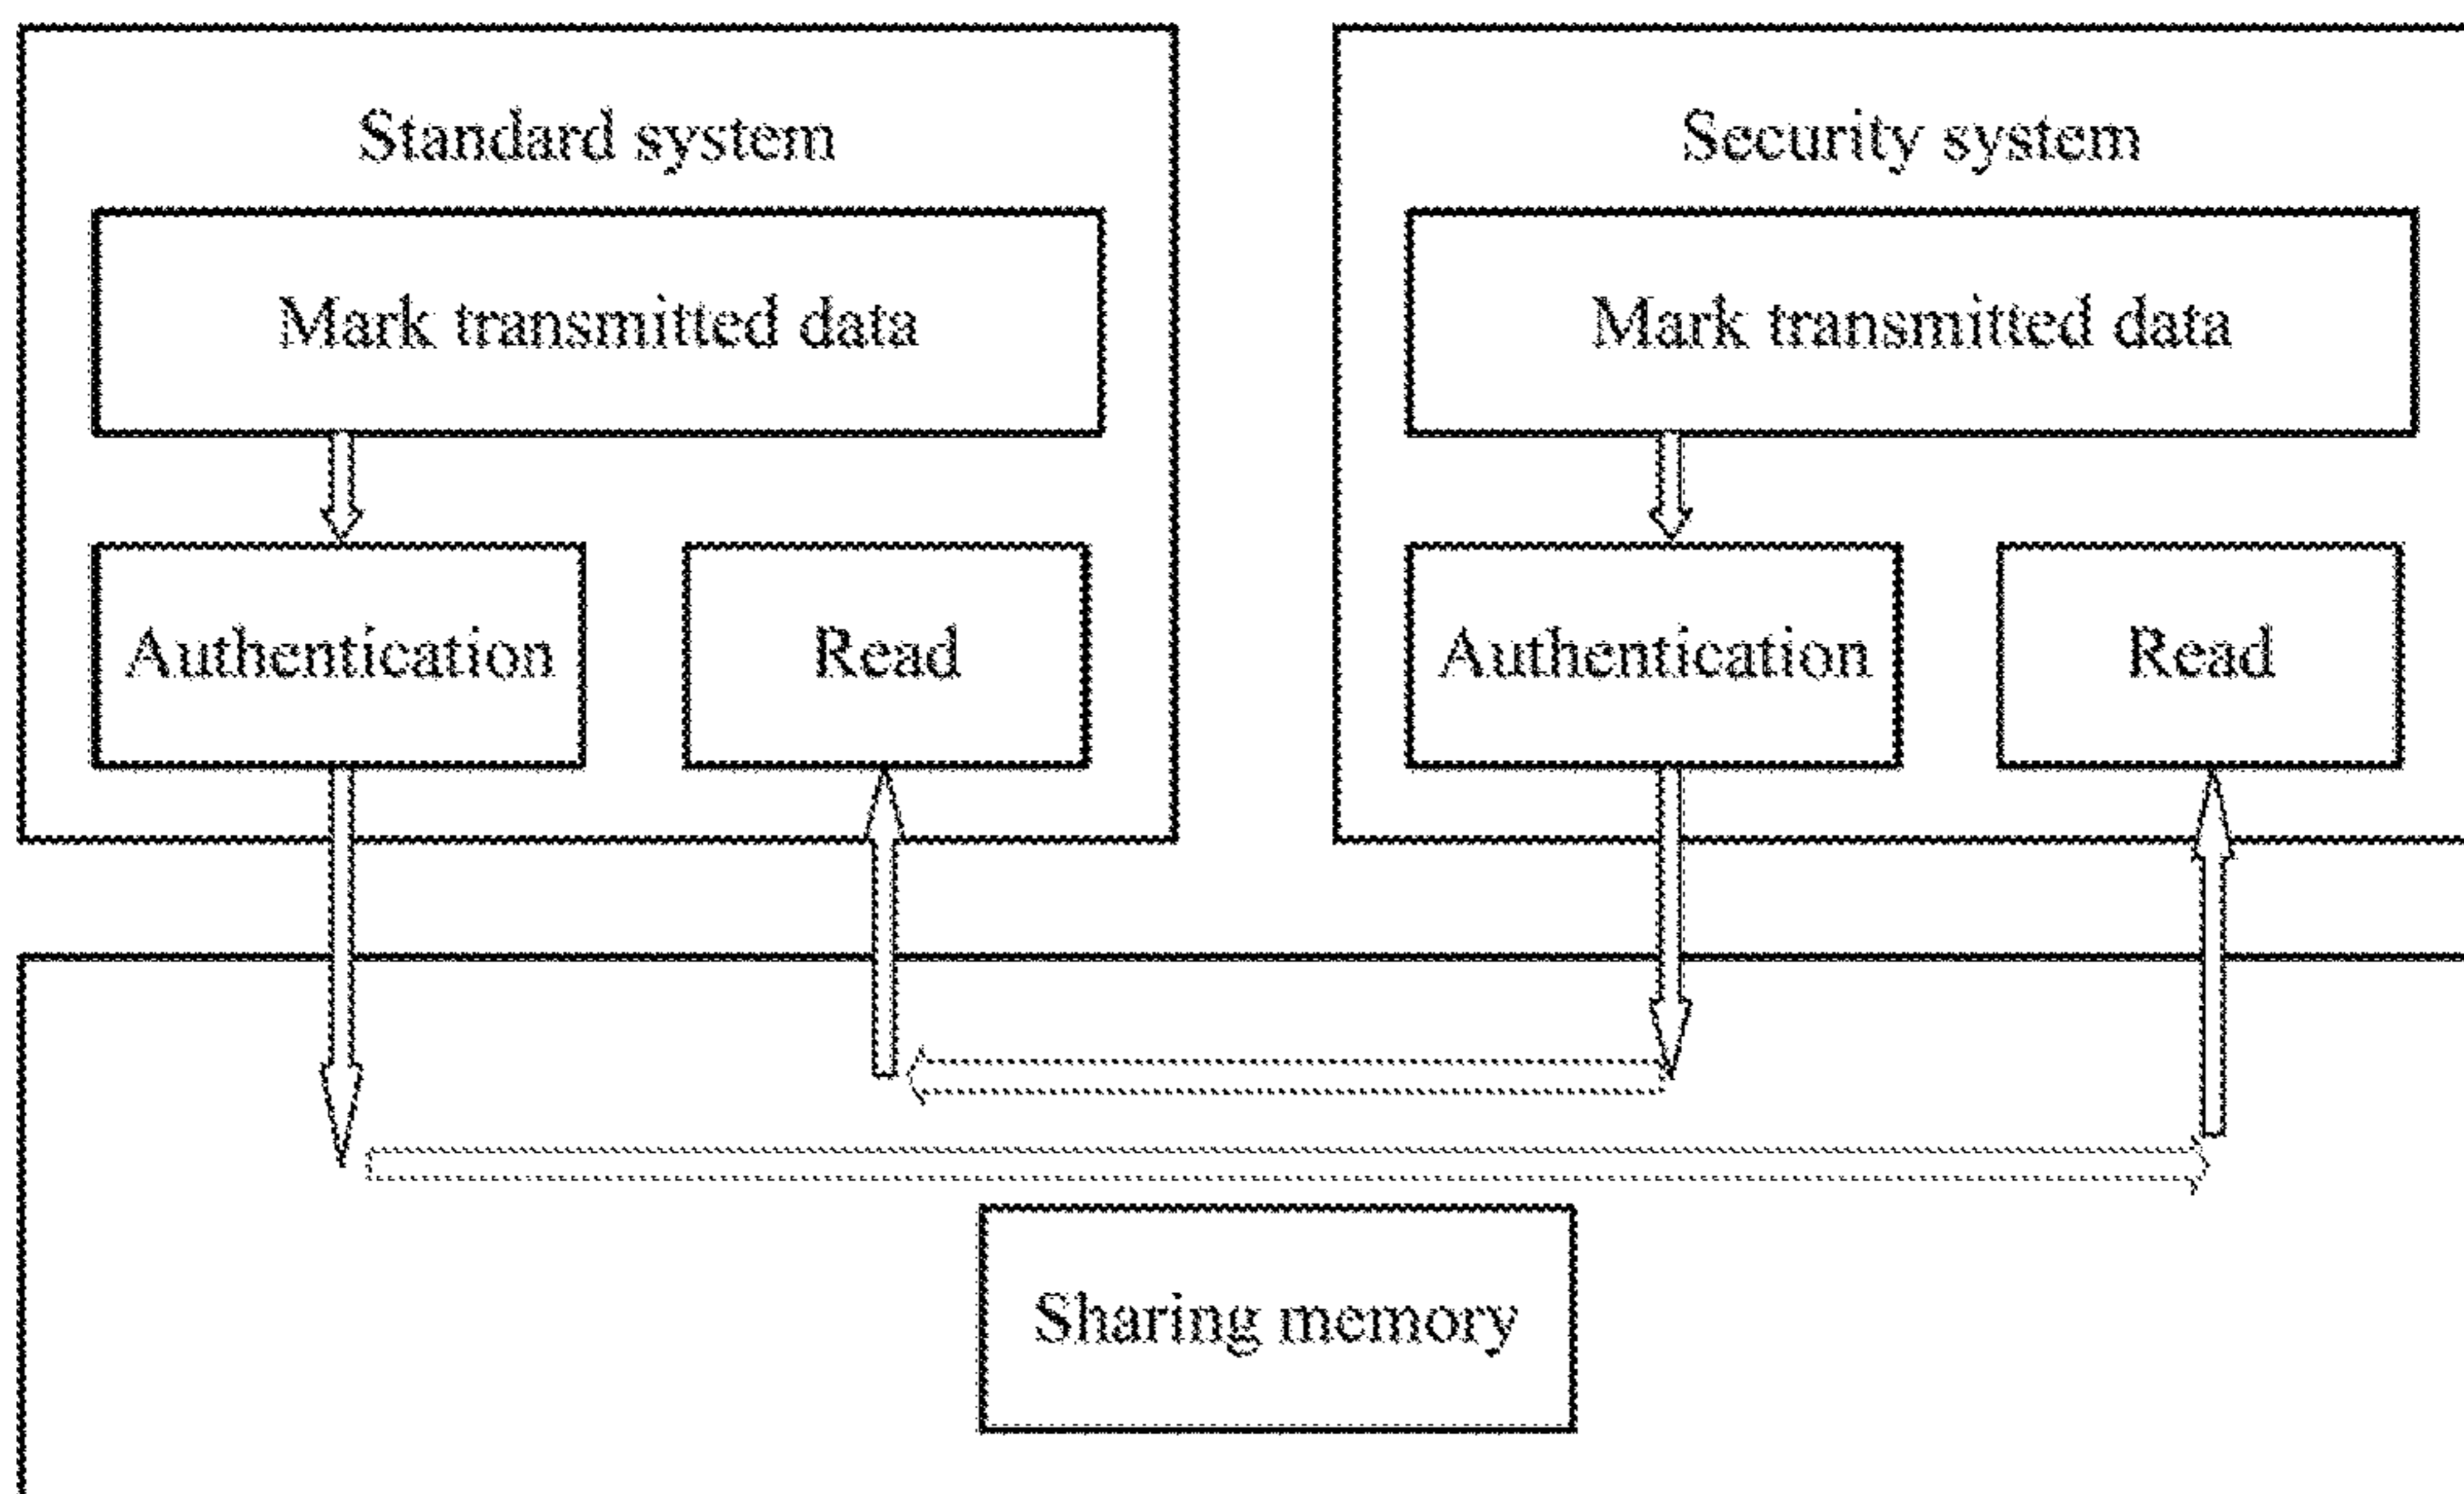 Standard system
Mark transmitted data
Authentication
Read
Security system
Mark transmitted data
Authentication
Read
Sharing memory